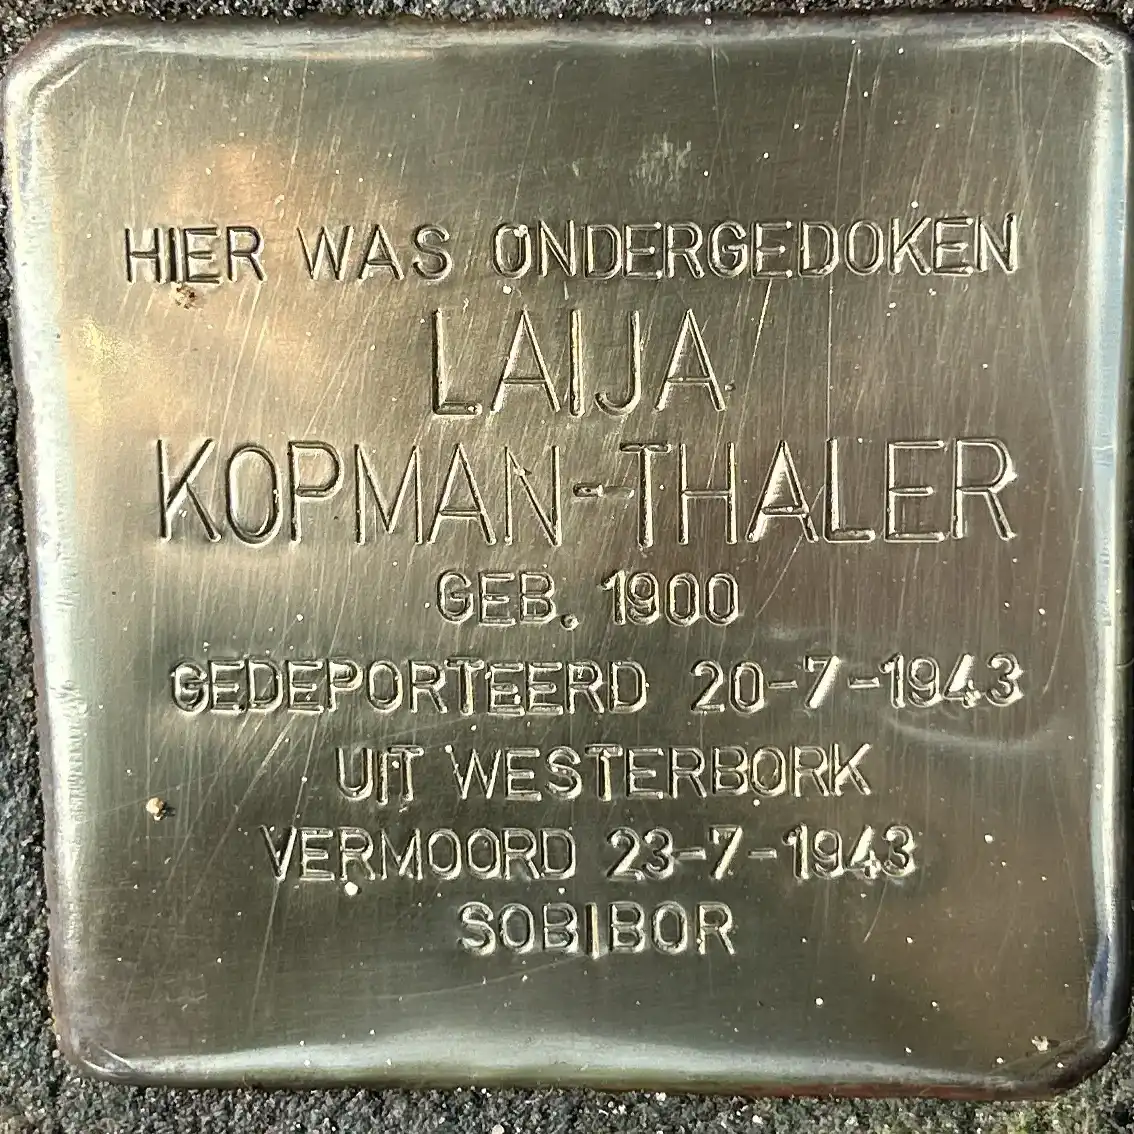 HIER WAS ONDERGEDOKEN
LAIJA
KOPMAN-THALER
GEB. 1900
GEDEPORTEERD 20-7-1943
UIT WESTERBORK
VERMOORD 23-7-1943
SOBIBOR